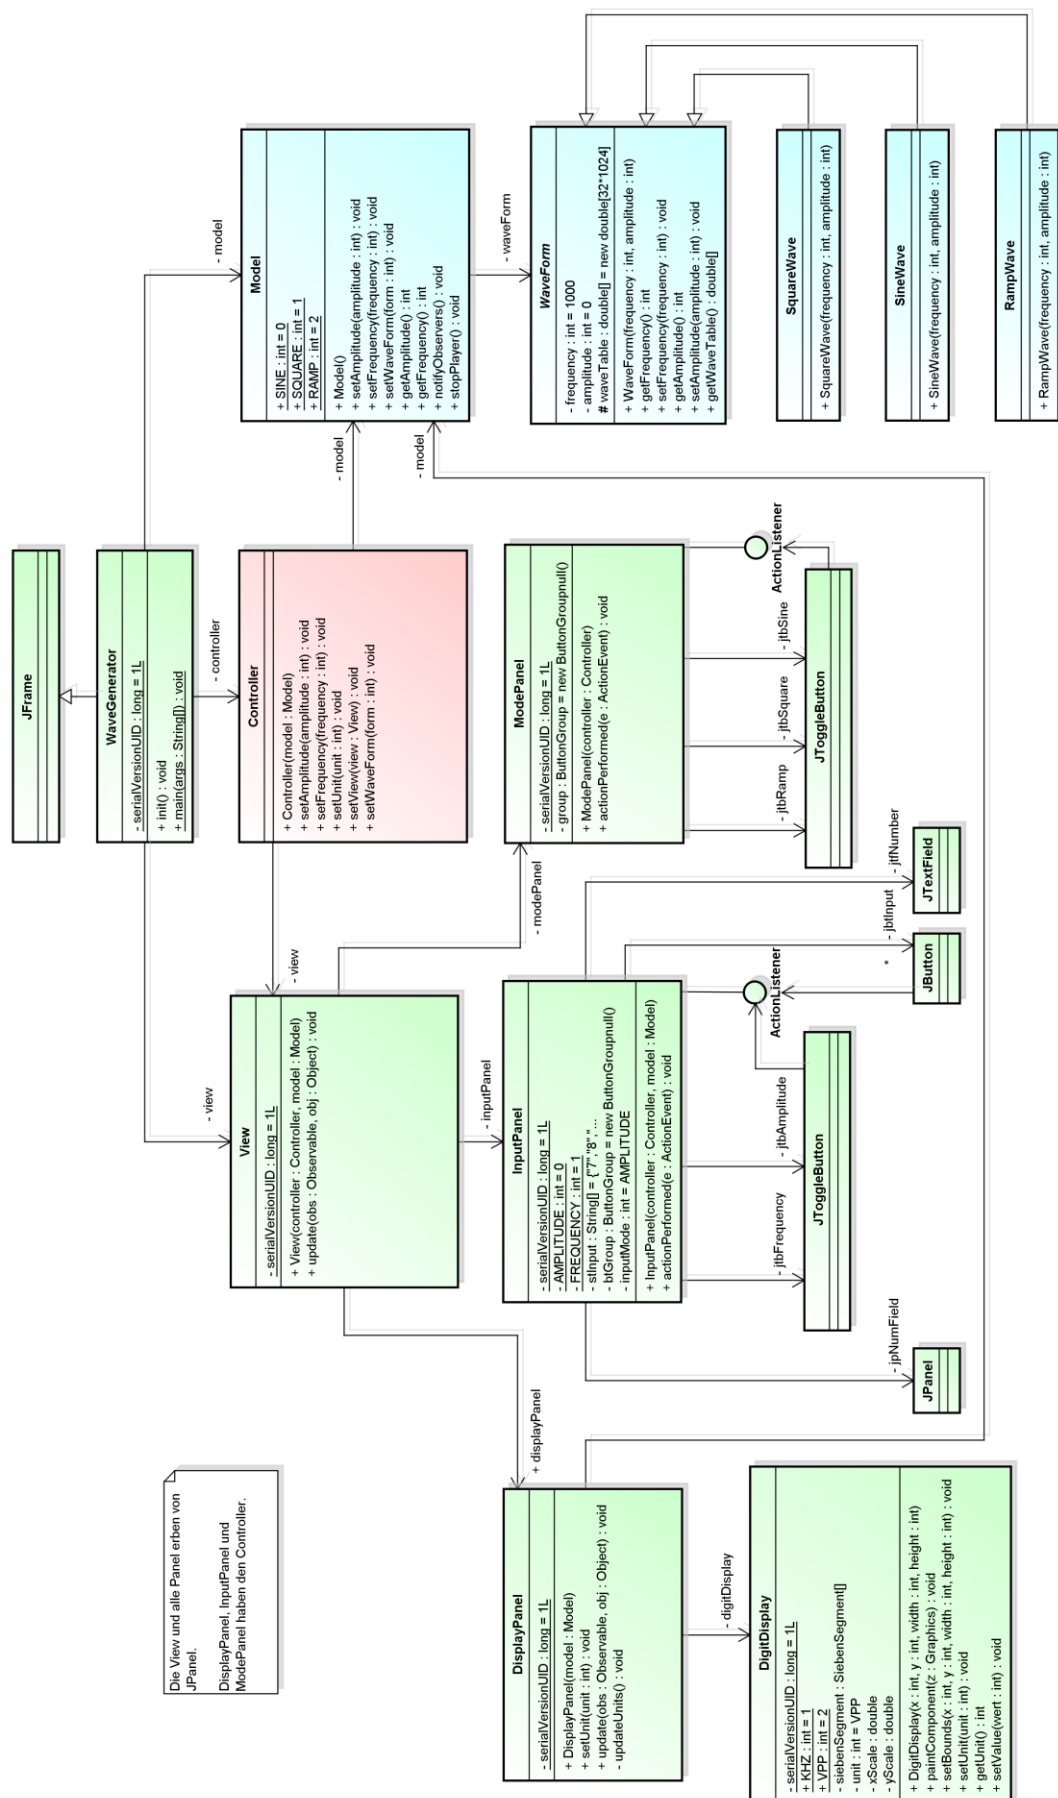 Die View und alle Panel erben von
JPanel.
DisplayPanel, InputPanel und
ModePanel haben den Controller.
JFrame
WaveGenerator
- serialVersionUID : long = 1L
+ init() : void
+ main(args : String[]) : void
- view
- controller
- model
View
- serialVersionUID : long = 1L
+ View(controller : Controller, model : Model)
+ update(obs : Observable, obj : Object) : void
- view
Controller
+ Controller(model : Model)
+ setAmplitude(amplitude : int) : void
+ setFrequency(frequency : int) : void
+ setUnit(unit : int) : void
+ setView(view : View) : void
+ setWaveForm(form : int) : void
- model
- model
Model
+ SINE : int = 0
+ SQUARE : int = 1
+ RAMP : int = 2
+ Model()
+ setAmplitude(amplitude : int) : void
+ setFrequency(frequency : int) : void
+ setWaveForm(form : int) : void
+ getAmplitude() : int
+ getFrequency() : int
+ notifyObservers() : void
+ stopPlayer() : void
+ displayPanel
- inputPanel
- modePanel
- waveForm
DisplayPanel
- serialVersionUID : long = 1L
+ DisplayPanel(model : Model)
+ setUnit(unit : int) : void
+ update(obs : Observable, obj : Object) : void
- updateUnits() : void
- digitDisplay
InputPanel
- serialVersionUID : long = 1L
- AMPLITUDE : int = 0
- FREQUENCY : int = 1
- stInput : String[] = {"7","8","...
- btGroup : ButtonGroup = new ButtonGroupnull()
- inputMode : int = AMPLITUDE
+ InputPanel(controller : Controller, model : Model)
+ actionPerformed(e : ActionEvent) : void
ModePanel
- serialVersionUID : long = 1L
- group : ButtonGroup = new ButtonGroupnull()
+ ModePanel(controller : Controller)
+ actionPerformed(e : ActionEvent) : void
WaveForm
- frequency : int = 1000
- amplitude : int = 0
# waveTable : double[] = new double[32*1024]
+ WaveForm(frequency : int, amplitude : int)
+ getFrequency() : int
+ setFrequency(frequency : int) : void
+ getAmplitude() : int
+ setAmplitude(amplitude : int) : void
+ getWaveTable() : double[]
DigitDisplay
- serialVersionUID : long = 1L
+ KHZ : int = 1
+ VPP : int = 2
- siebenSegment : SiebenSegment[]
- unit : int = VPP
- xScale : double
- yScale : double
+ DigitDisplay(x : int, y : int, width : int, height : int)
+ paintComponent(z : Graphics) : void
+ setBounds(x : int, y : int, width : int, height : int) : void
+ setUnit(unit : int) : void
+ getUnit() : int
+ setValue(wert : int) : void
- jpNumField
- jtbFrequency
- jtbAmplitude
ActionListener
*
- jbtInput
- jtfNumber
- jtbRamp
- jtbSquare
- jtbSine
ActionListener
JPanel
JToggleButton
JButton
JTextField
JToggleButton
SquareWave
+ SquareWave(frequency : int, amplitude : int)
SineWave
+ SineWave(frequency : int, amplitude : int)
RampWave
+ RampWave(frequency : int, amplitude : int)